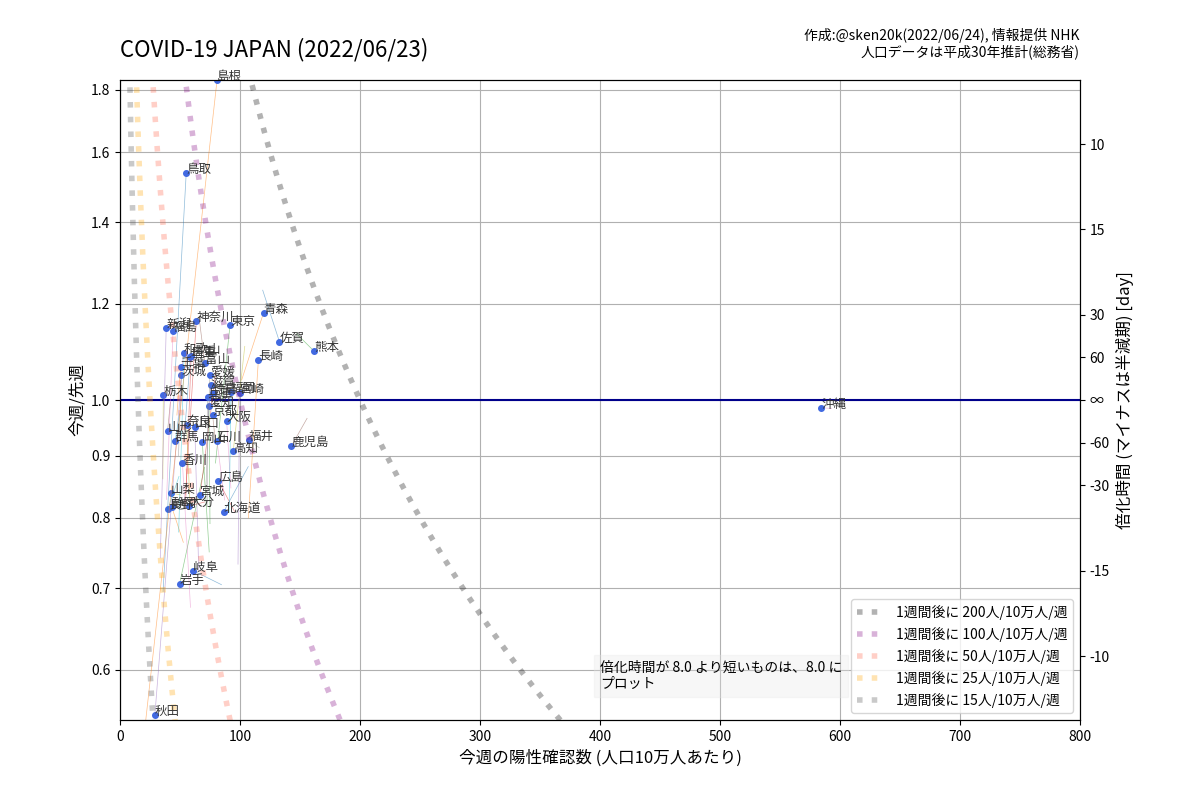 COVID-19 JAPAN (2022/06/23)
作成:@sken20k(2022/06/24), 情報提供 NHK
人口データは平成30年推計(総務省)
島根
鳥取
青森
神奈川
東京
新潟
福島
佐賀
熊本
長崎
富山
茨城
愛媛
栃木
沖縄
京都
大阪
群馬
石川
福井
鹿児島
高知
香川
広島
山梨
宮城
大分
北海道
岐阜
岩手
秋田
1.8
1.6
1.4
1.2
1.0
0.9
0.8
0.7
0.6
今週/先週
10
15
30
60
∞
-60
-30
-15
-10
倍化時間 (マイナスは半減期) [day]
倍化時間が 8.0 より短いものは、8.0 に
プロット
1週間後に 200人/10万人/週
1週間後に 100人/10万人/週
1週間後に 50人/10万人/週
1週間後に 25人/10万人/週
1週間後に 15人/10万人/週
0 100 200 300 400 500 600 700 800
今週の陽性確認数 (人口10万人あたり)